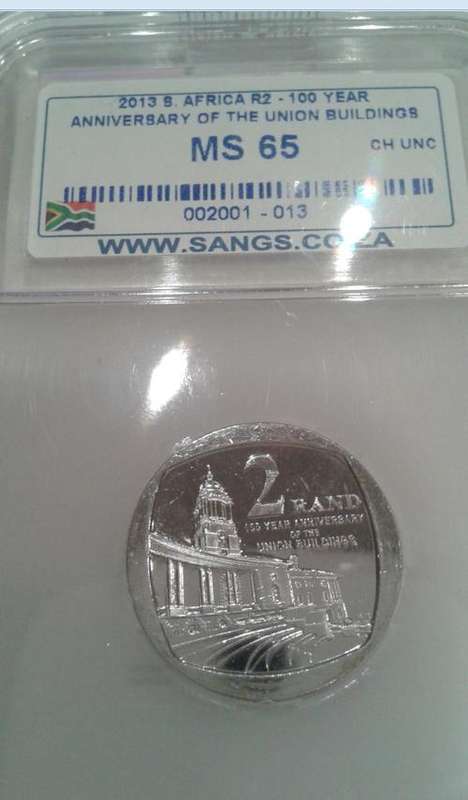 2013 S. AFRICA R2 - 100 YEAR
ANNIVERSARY OF THE UNION BUILDINGS
MS 65 CH UNC
002001 - 013
WWW.SANGS.CO.ZA
2 RAND
100 YEAR ANNIVERSARY
OF THE
UNION BUILDINGS